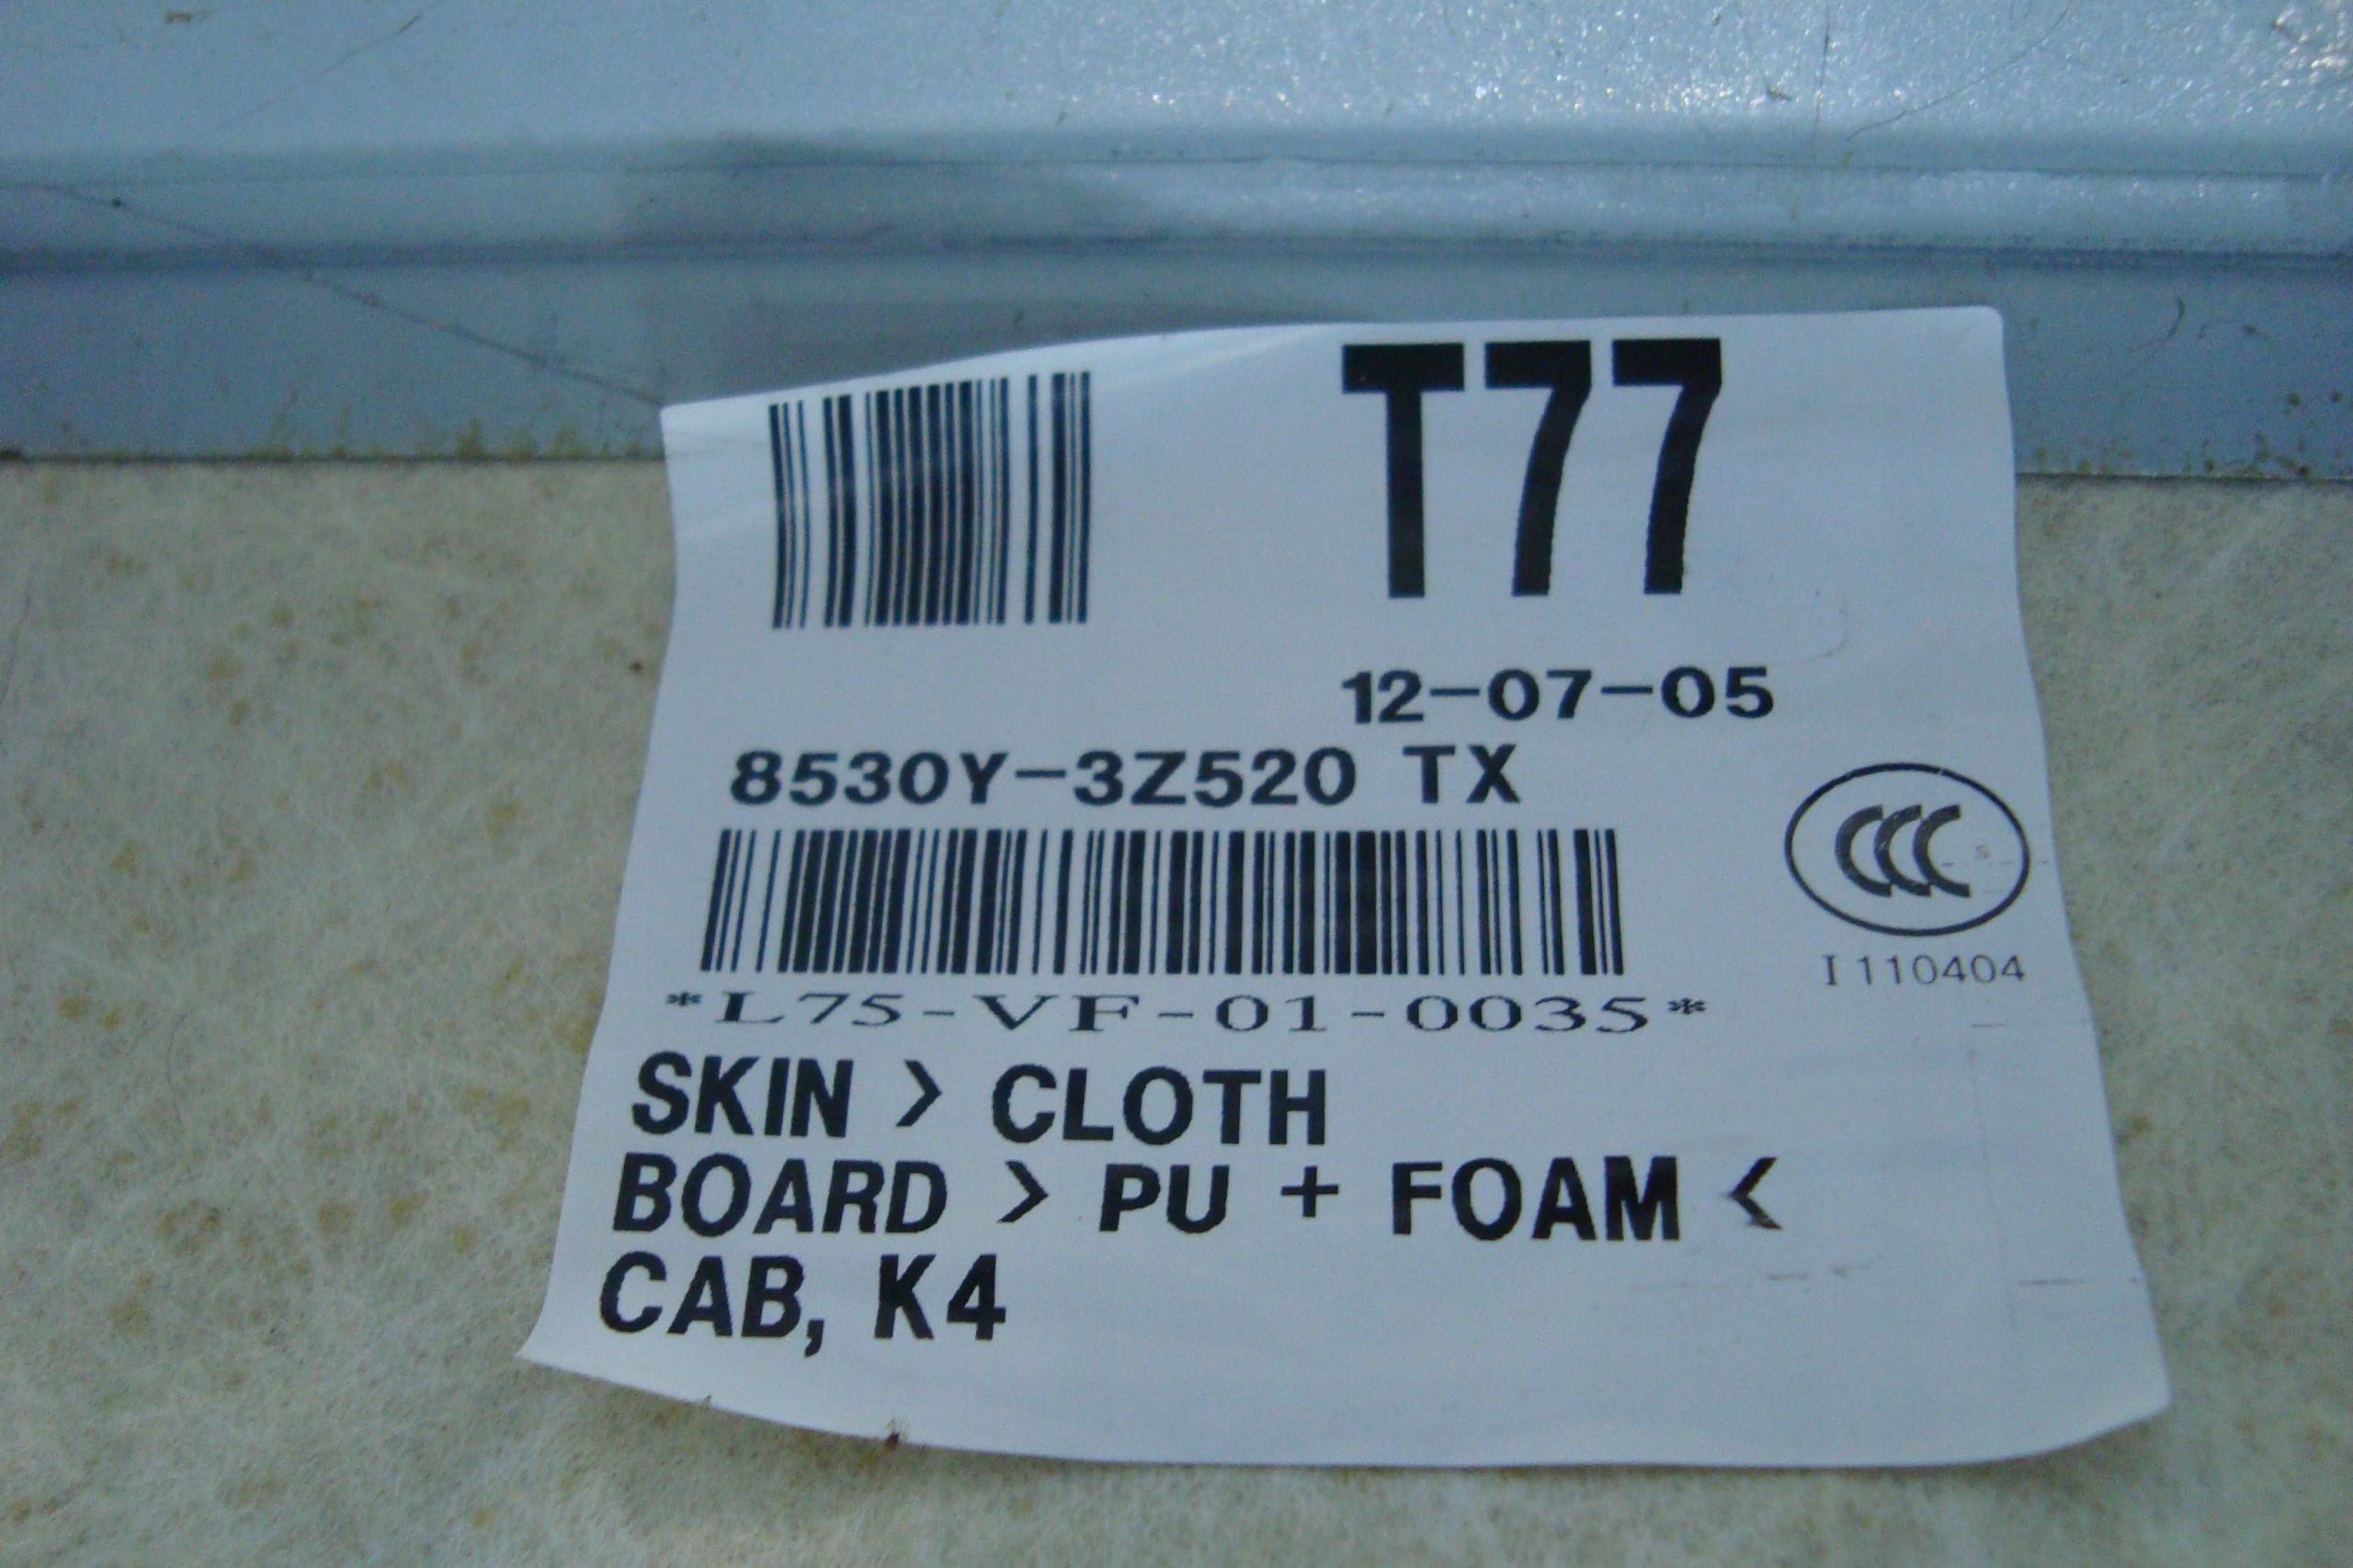 T77
12-07-05
8530Y-3Z520 TX
CCC
S
I110404
*L75-VF-01-0035*
SKIN > CLOTH
BOARD > PU + FOAM <
CAB, K4